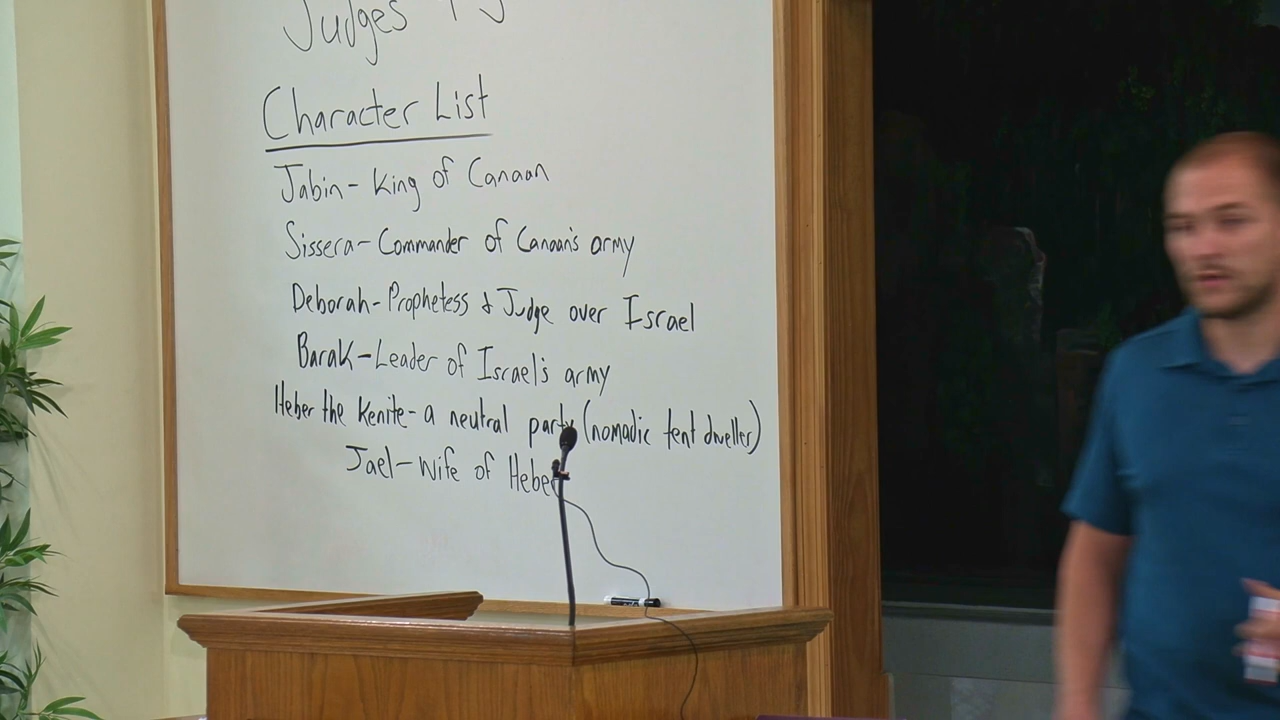 Judges
Character List
Jabin - King of Canaan
Sissera - Commander of Canaan's army
Deborah - Prophetess & Judge over Israel
Barak - Leader of Israel's army
Heber the Kenite - a neutral party (nomadic tent dweller)
Jael - Wife of Heber